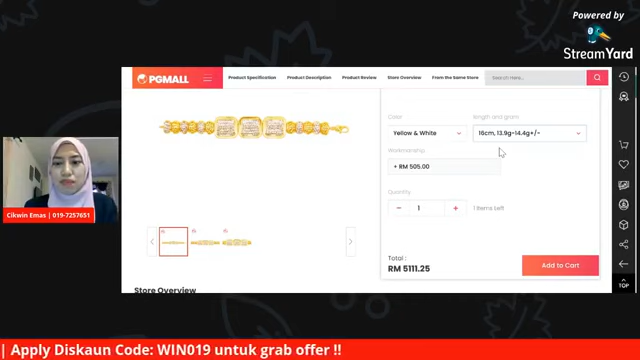 Powered by
StreamYard
PGMALL
Product Specification
Product Description
Product Review
Store Overview
From the Same Store
Search Here...
Color
length and gram
Yellow & White
16cm, 13.9g-14.4g+/-
Workmanship
+ RM 505.00
Quantity
− 1 +
1 items left
Total :
RM 5111.25
Add to Cart
TOP
Store Overview
Cikwin Emas | 019-7257651
| Apply Diskaun Code: WIN019 untuk grab offer !!